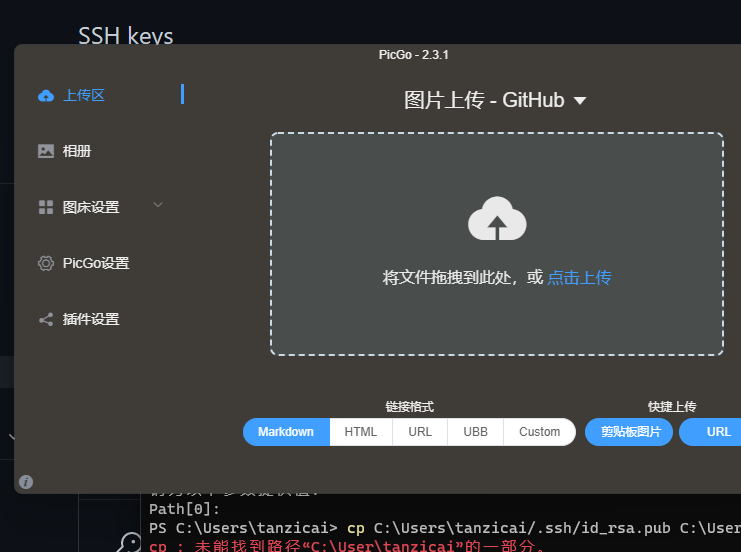 SSH keys
PicGo - 2.3.1
上传区
图片上传 - GitHub
相册
图床设置
PicGo设置
将文件拖拽到此处，或 点击上传
插件设置
链接格式
快捷上传
Markdown HTML URL UBB Custom 剪贴板图片 URL
Path[0]:
PS C:\Users\tanzicai> cp C:\Users\tanzicai/.ssh/id_rsa.pub C:\User
cp : 未能找到路径“C:\User\tanzicai”的一部分。